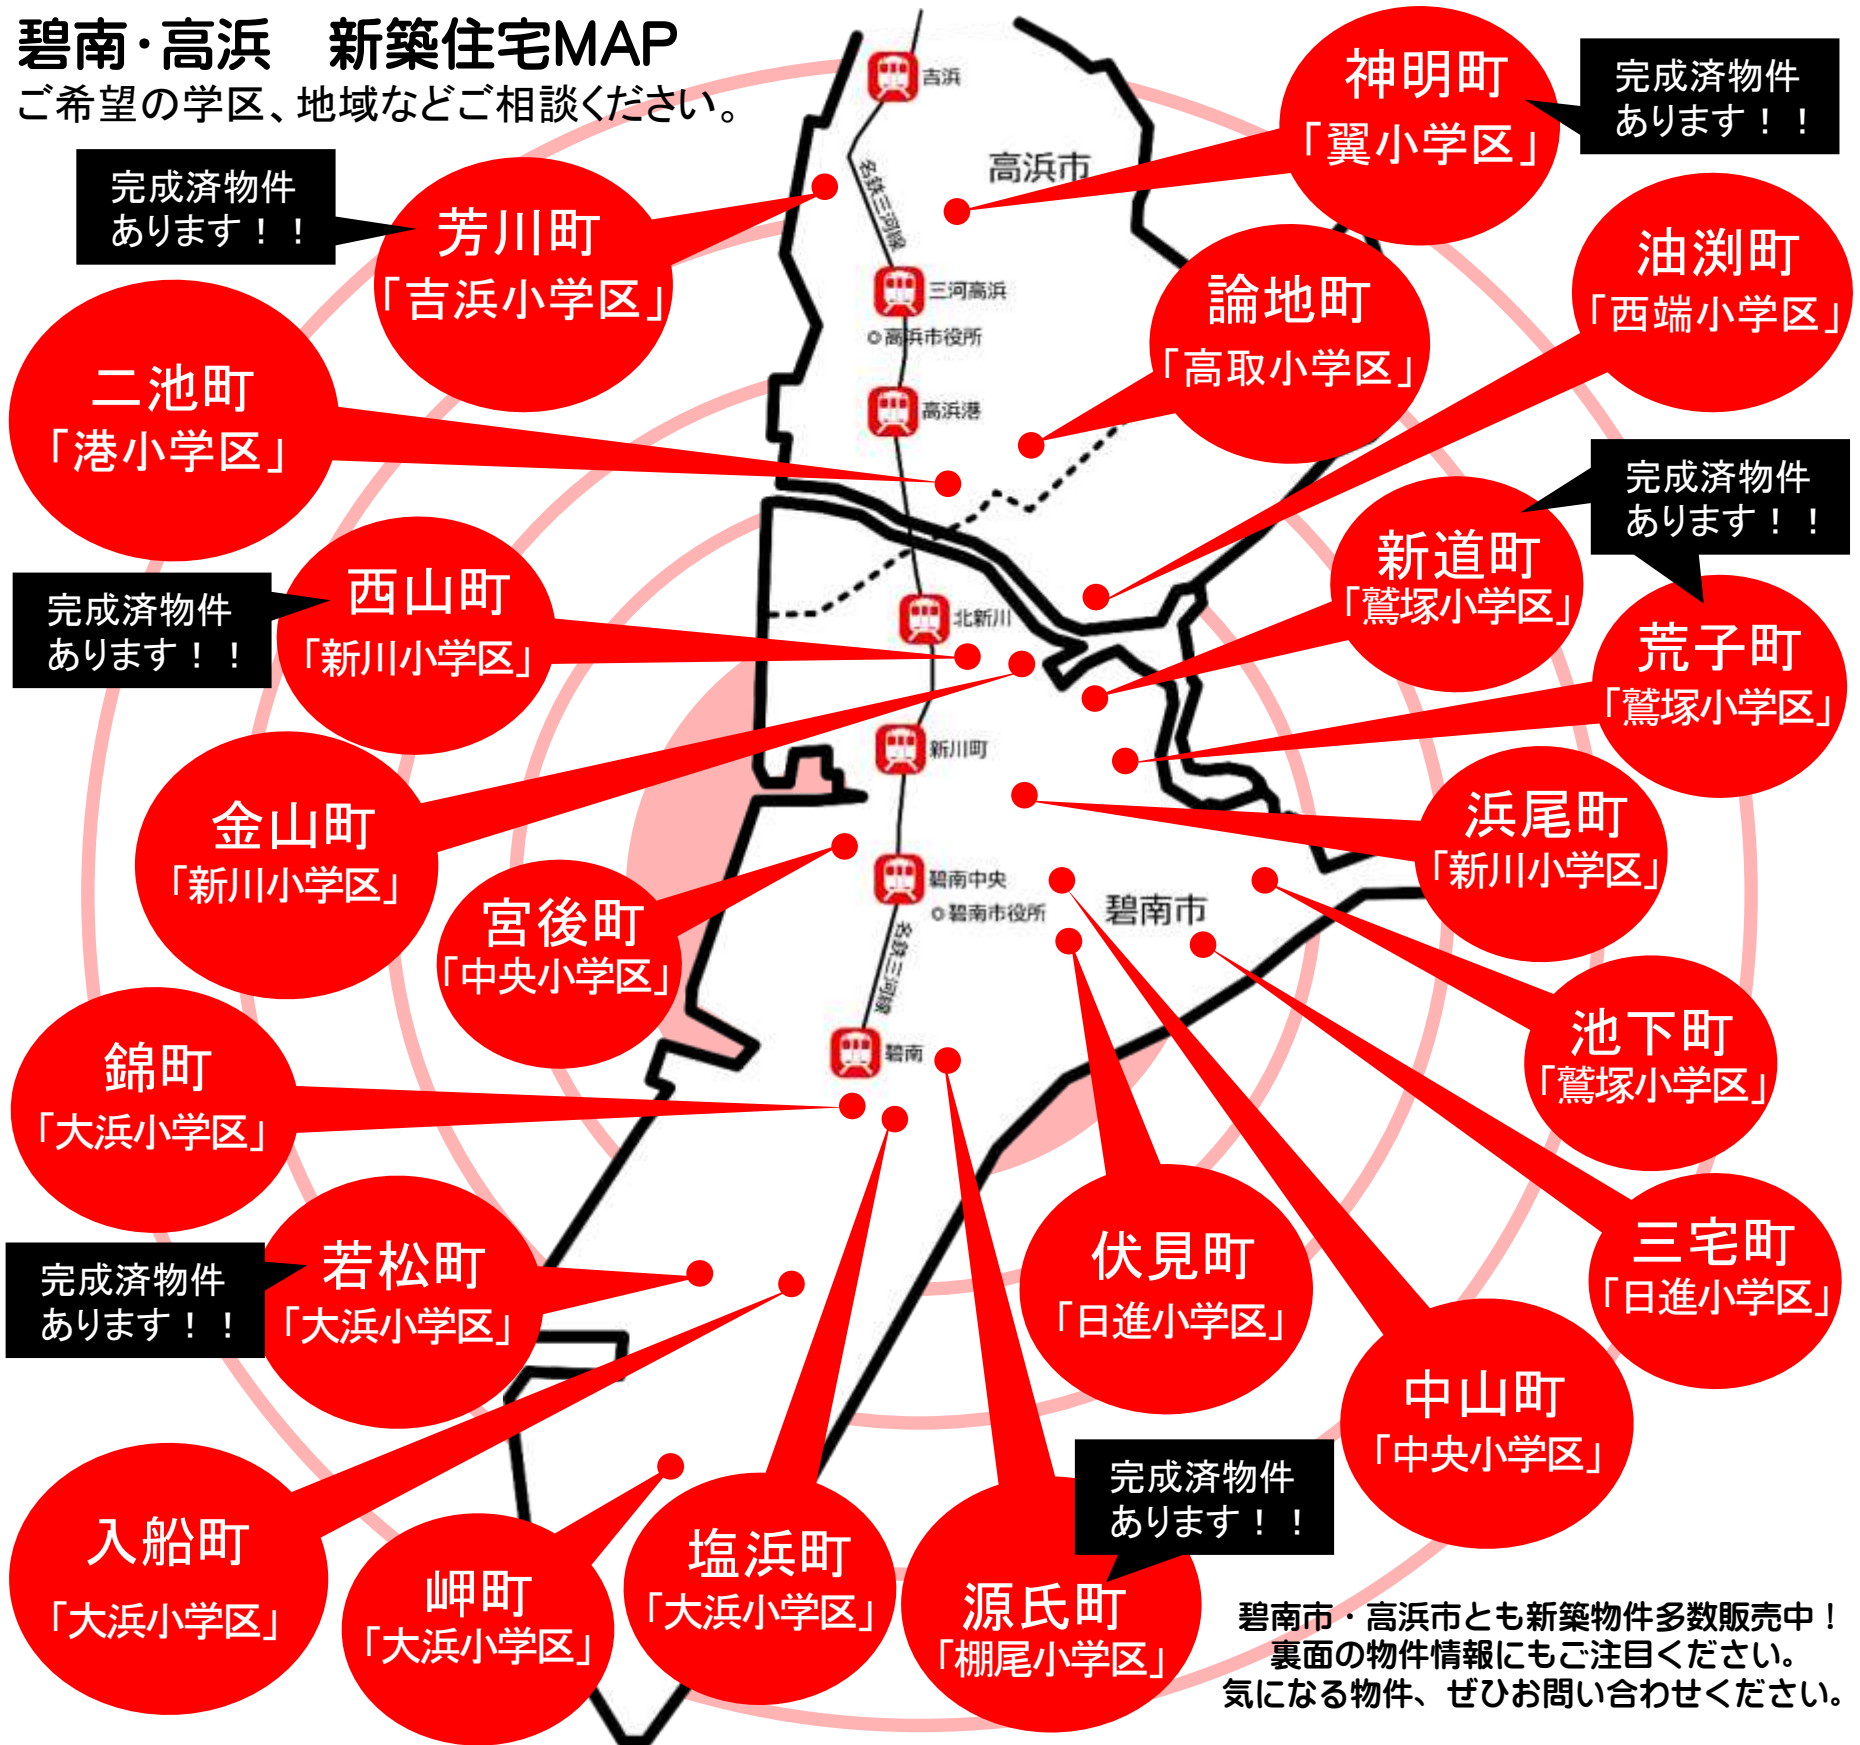 碧南・高浜　新築住宅MAP
ご希望の学区、地域などご相談ください。
吉浜
神明町
「翼小学区」
完成済物件
あります！！
名鉄三河線
高浜市
完成済物件
あります！！
芳川町
「吉浜小学区」
油渕町
「西端小学区」
三河高浜
高浜市役所
論地町
「高取小学区」
二池町
「港小学区」
高浜港
完成済物件
あります！！
新道町
「鷲塚小学区」
完成済物件
あります！！
西山町
「新川小学区」
北新川
荒子町
「鷲塚小学区」
新川町
金山町
「新川小学区」
浜尾町
「新川小学区」
宮後町
「中央小学区」
碧南中央
碧南市役所
碧南市
名鉄三河線
池下町
「鷲塚小学区」
錦町
「大浜小学区」
碧南
完成済物件
あります！！
若松町
「大浜小学区」
伏見町
「日進小学区」
三宅町
「日進小学区」
中山町
「中央小学区」
入船町
「大浜小学区」
岬町
「大浜小学区」
塩浜町
「大浜小学区」
完成済物件
あります！！
源氏町
「棚尾小学区」
碧南市・高浜市とも新築物件多数販売中！
裏面の物件情報にもご注目ください。
気になる物件、ぜひお問い合わせください。